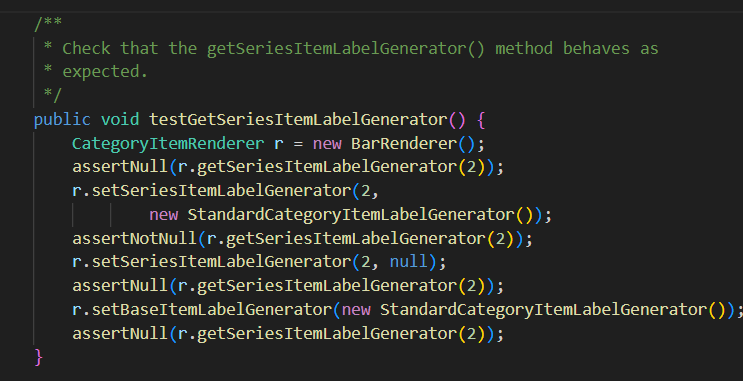 /**
 * Check that the getSeriesItemLabelGenerator() method behaves as
 * expected.
 */
public void testGetSeriesItemLabelGenerator() {
    CategoryItemRenderer r = new BarRenderer();
    assertNull(r.getSeriesItemLabelGenerator(2));
    r.setSeriesItemLabelGenerator(2,
            new StandardCategoryItemLabelGenerator());
    assertNotNull(r.getSeriesItemLabelGenerator(2));
    r.setSeriesItemLabelGenerator(2, null);
    assertNull(r.getSeriesItemLabelGenerator(2));
    r.setBaseItemLabelGenerator(new StandardCategoryItemLabelGenerator());
    assertNull(r.getSeriesItemLabelGenerator(2));
}